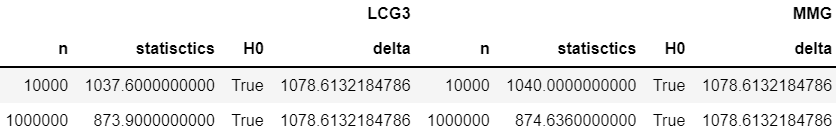 LCG3 MMG
n statisctics H0 delta n statisctics H0 delta
10000 1037.6000000000 True 1078.6132184786 10000 1040.0000000000 True 1078.6132184786
1000000 873.9000000000 True 1078.6132184786 1000000 874.6360000000 True 1078.6132184786